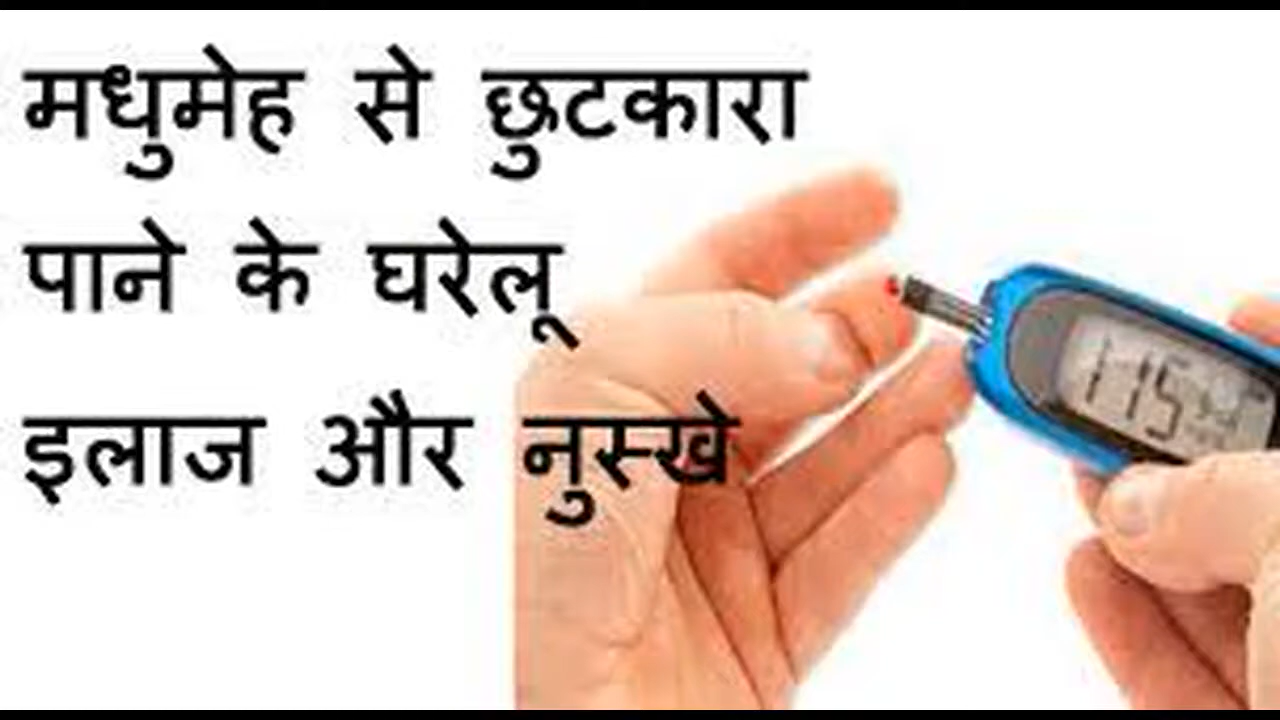 मधुमेह से छुटकारा
पाने के घरेलू
इलाज और नुस्खे
115